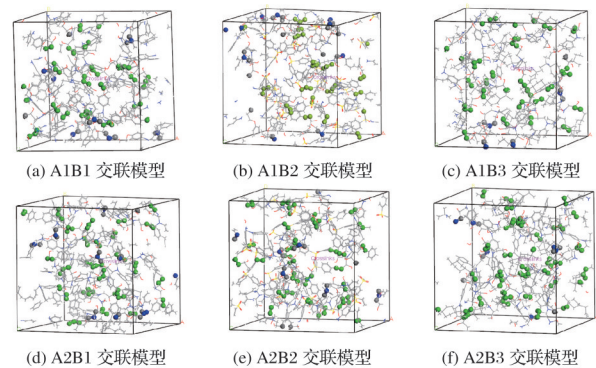 (a) A1B1 交联模型
(b) A1B2 交联模型
(c) A1B3 交联模型
(d) A2B1 交联模型
(e) A2B2 交联模型
(f) A2B3 交联模型